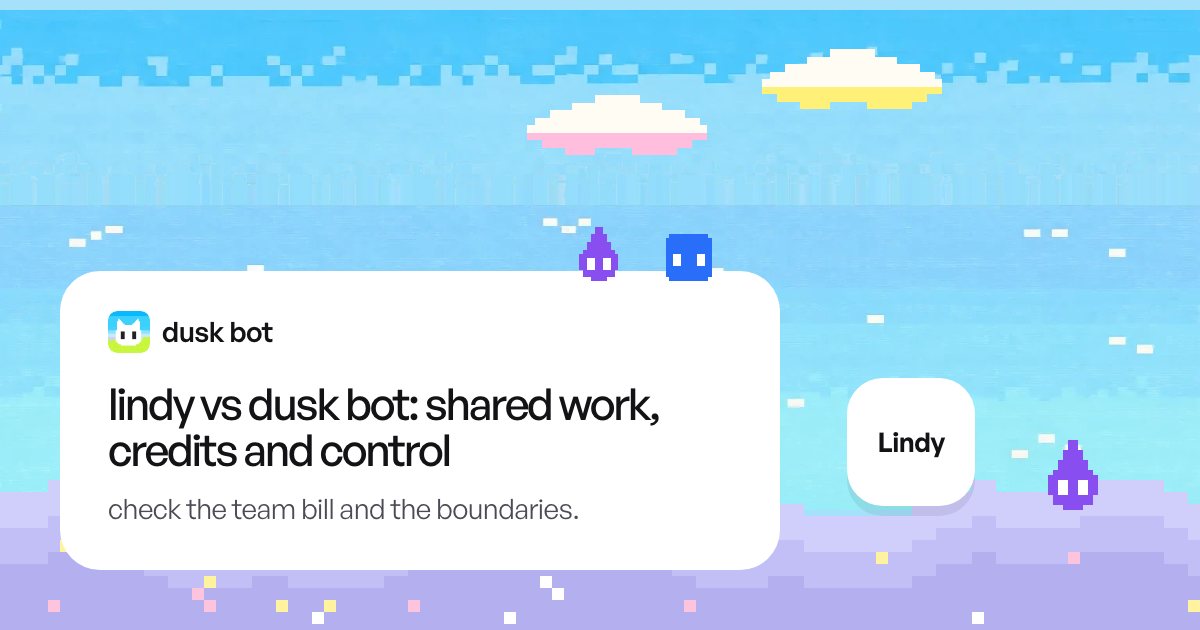 dusk bot
lindy vs dusk bot: shared work,
credits and control
check the team bill and the boundaries.
Lindy